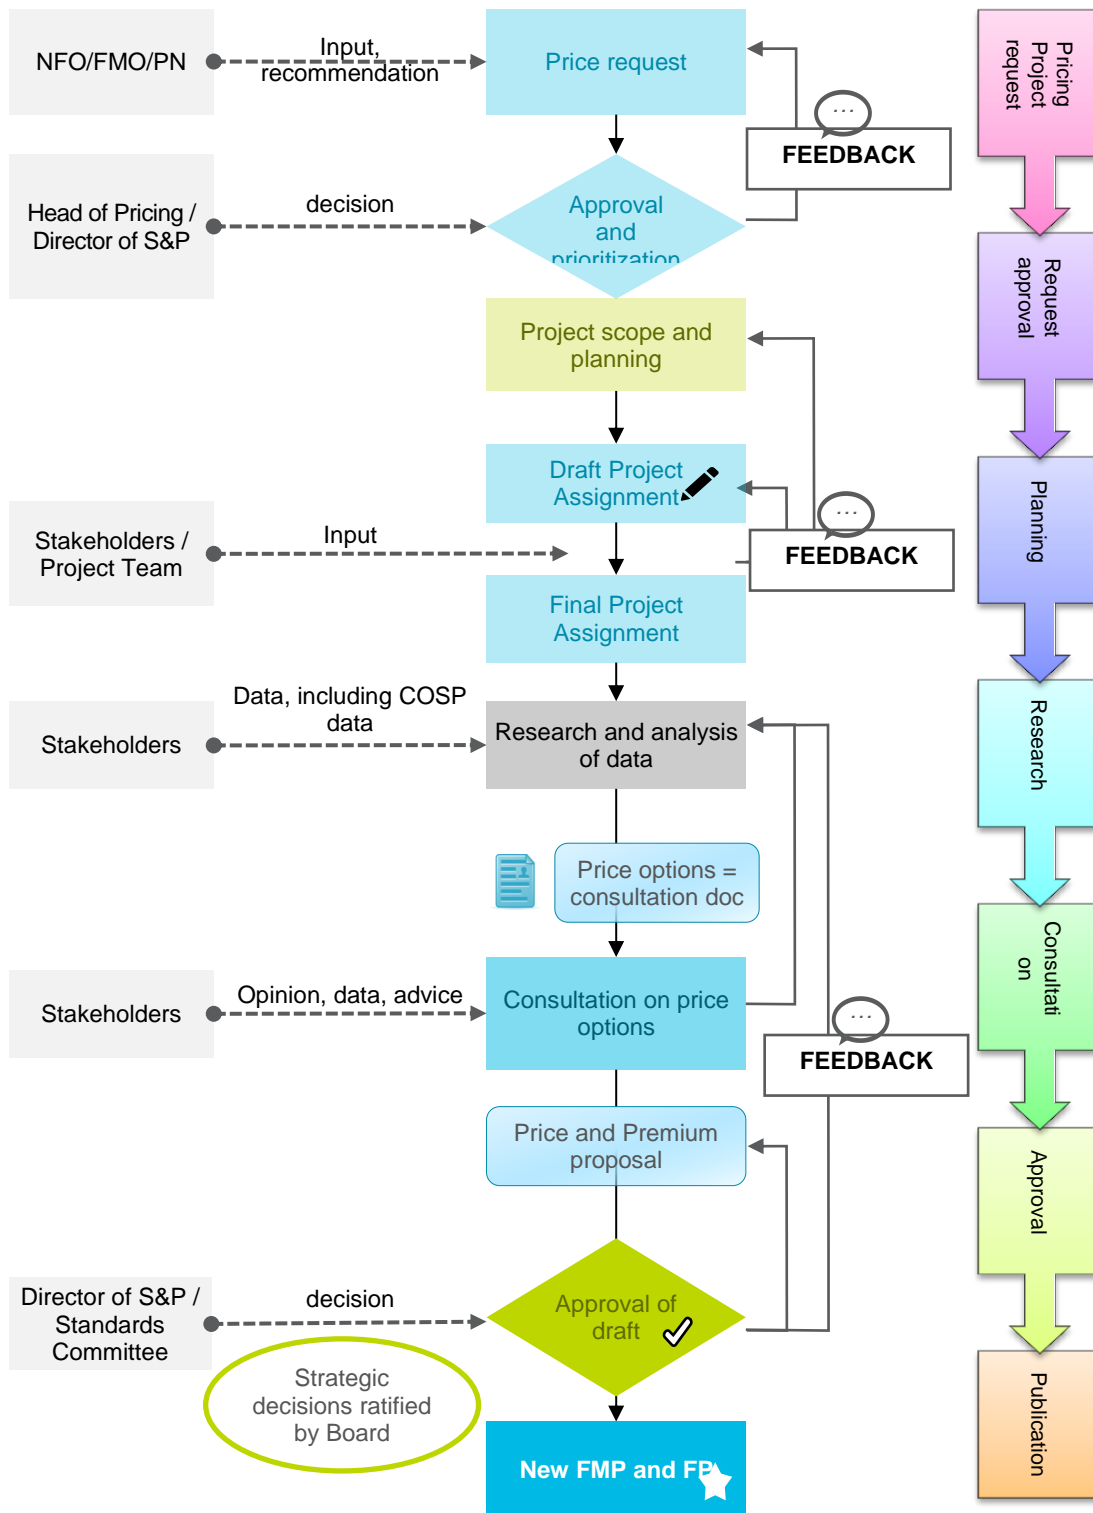 NFO/FMO/PN
Input,
recommendation
Price request
FEEDBACK
Head of Pricing /
Director of S&P
decision
Approval
and
prioritization
Project scope and
planning
Draft Project
Assignment
Stakeholders /
Project Team
Input
FEEDBACK
Final Project
Assignment
Stakeholders
Data, including COSP
data
Research and analysis
of data
Price options =
consultation doc
Stakeholders
Opinion, data, advice
Consultation on price
options
FEEDBACK
Price and Premium
proposal
Director of S&P /
Standards
Committee
decision
Approval of
draft
Strategic
decisions ratified
by Board
New FMP and FP
Pricing
Project
request
Request
approval
Planning
Research
Consultati
on
Approval
Publication